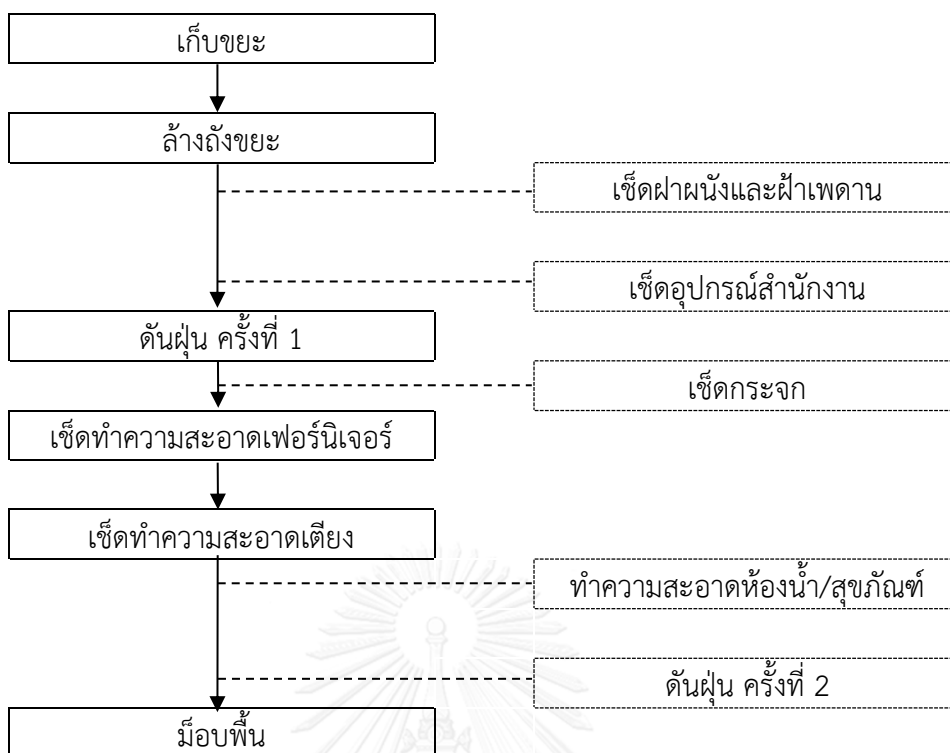 เก็บขยะ
ล้างถังขยะ
เช็ดฝาผนังและฝ้าเพดาน
เช็ดอุปกรณ์สำนักงาน
ดันฝุ่น ครั้งที่ 1
เช็ดกระจก
เช็ดทำความสะอาดเฟอร์นิเจอร์
เช็ดทำความสะอาดเตียง
ทำความสะอาดห้องน้ำ/สุขภัณฑ์
ดันฝุ่น ครั้งที่ 2
ม็อบพื้น